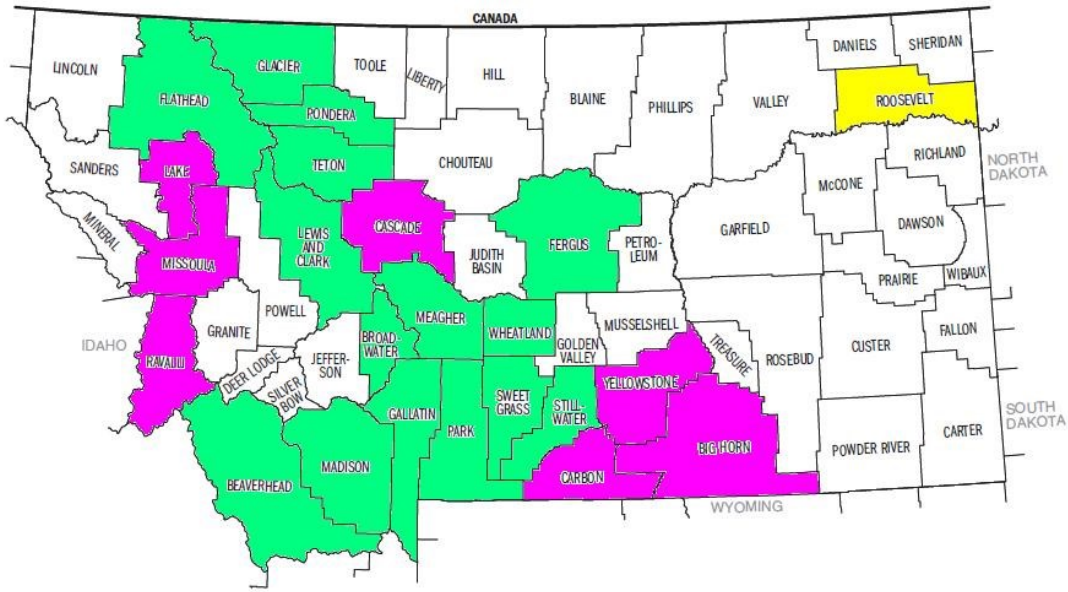 CANADA
DANIELS
SHERIDAN
LINCOLN
GLACIER
TOOLE
LIBERTY
HILL
BLAINE
PHILLIPS
VALLEY
ROOSEVELT
FLATHEAD
PONDERA
SANDERS
LAKE
TETON
CHOUTEAU
RICHLAND
NORTH
DAKOTA
McCONE
MINERAL
MISSOULA
LEWIS
AND
CLARK
CASCADE
JUDITH
BASIN
FERGUS
PETRO-
LEUM
GARFIELD
DAWSON
PRAIRIE
WIBAUX
IDAHO
RAVALLI
GRANITE
POWELL
DEER LODGE
SILVER
BOW
JEFFER-
SON
BROAD-
WATER
MEAGHER
WHEATLAND
GOLDEN
VALLEY
MUSSELSHELL
TREASURE
ROSEBUD
CUSTER
FALLON
GALLATIN
PARK
SWEET
GRASS
STILL-
WATER
YELLOWSTONE
SOUTH
DAKOTA
BEAVERHEAD
MADISON
CARBON
BIG HORN
POWDER RIVER
CARTER
WYOMING